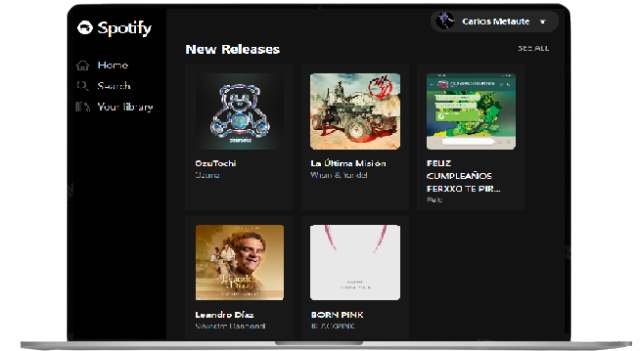 Spotify
Carlos Metaute
New Releases
SEE ALL
Home
Search
Your library
OzuTochi
Ozuna
La Última Misión
Wisin & Yandel
FELIZ
CUMPLEAÑOS
FERXXO TE PIR...
Feid
Leandro Díaz
Silvestre Dangond
BORN PINK
BLACKPINK